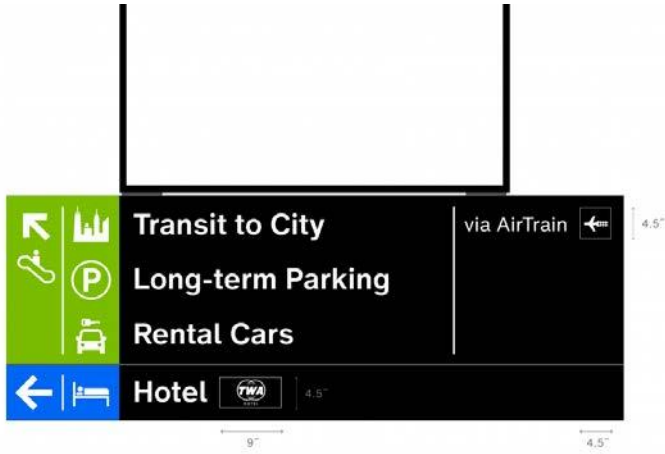 Transit to City
via AirTrain
4.5"
P
Long-term Parking
Rental Cars
Hotel
TWA
HOTEL
4.5"
9"
4.5"